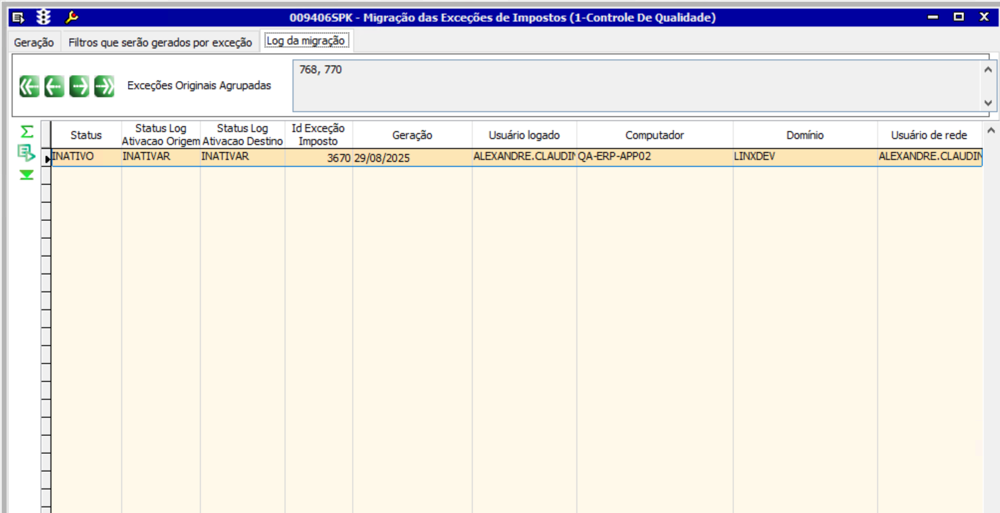 009406SPK - Migração das Exceções de Impostos (1-Controle De Qualidade)
Geração
Filtros que serão gerados por exceção
Log da migração
Exceções Originais Agrupadas
768, 770
Status
Status Log Ativacao Origem
Status Log Ativacao Destino
Id Exceção Imposto
Geração
Usuário logado
Computador
Domínio
Usuário de rede
INATIVO
INATIVAR
INATIVAR
3670
29/08/2025
ALEXANDRE.CLAUDIN
QA-ERP-APP02
LINXDEV
ALEXANDRE.CLAUDIN